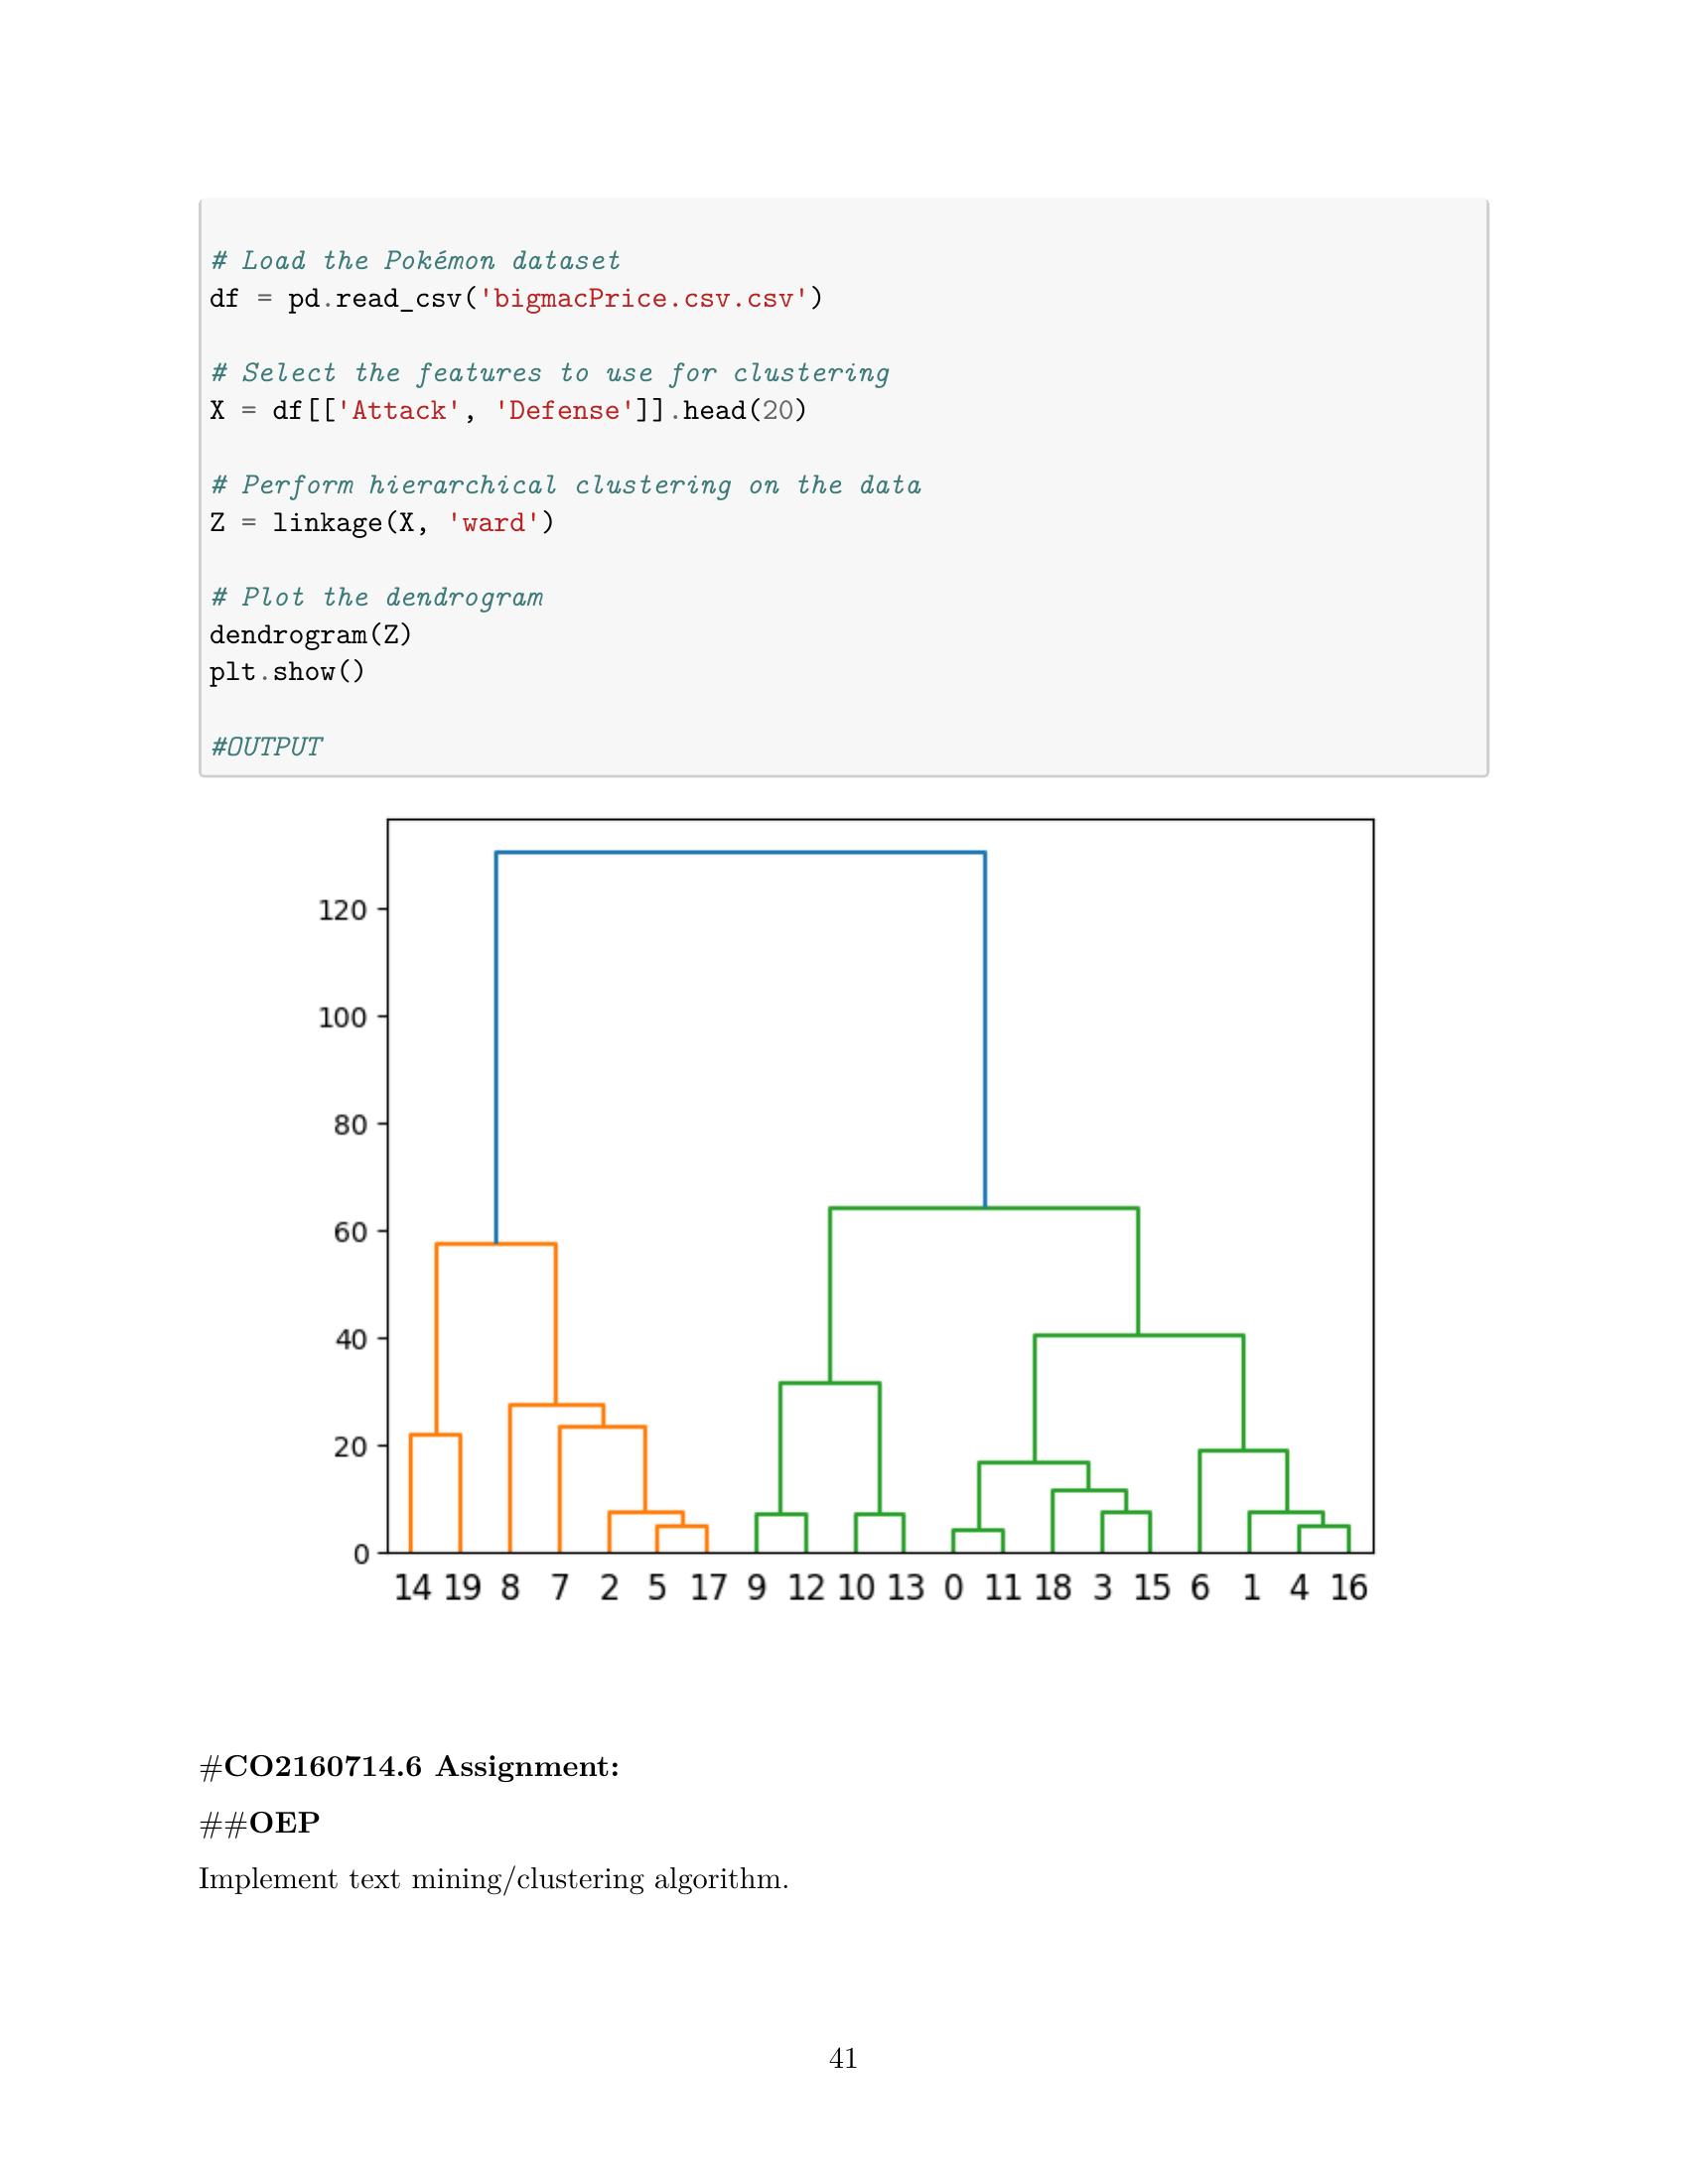 # Load the Pokémon dataset
df = pd.read_csv('bigmacPrice.csv.csv')
# Select the features to use for clustering
X = df[['Attack', 'Defense']].head(20)
# Perform hierarchical clustering on the data
Z = linkage(X, 'ward')
# Plot the dendrogram
dendrogram(Z)
plt.show()
#OUTPUT
120
100
80
60
40
20
0
14 19 8 7 2 5 17 9 12 10 13 0 11 18 3 15 6 1 4 16
#CO2160714.6 Assignment:
##OEP
Implement text mining/clustering algorithm.
41